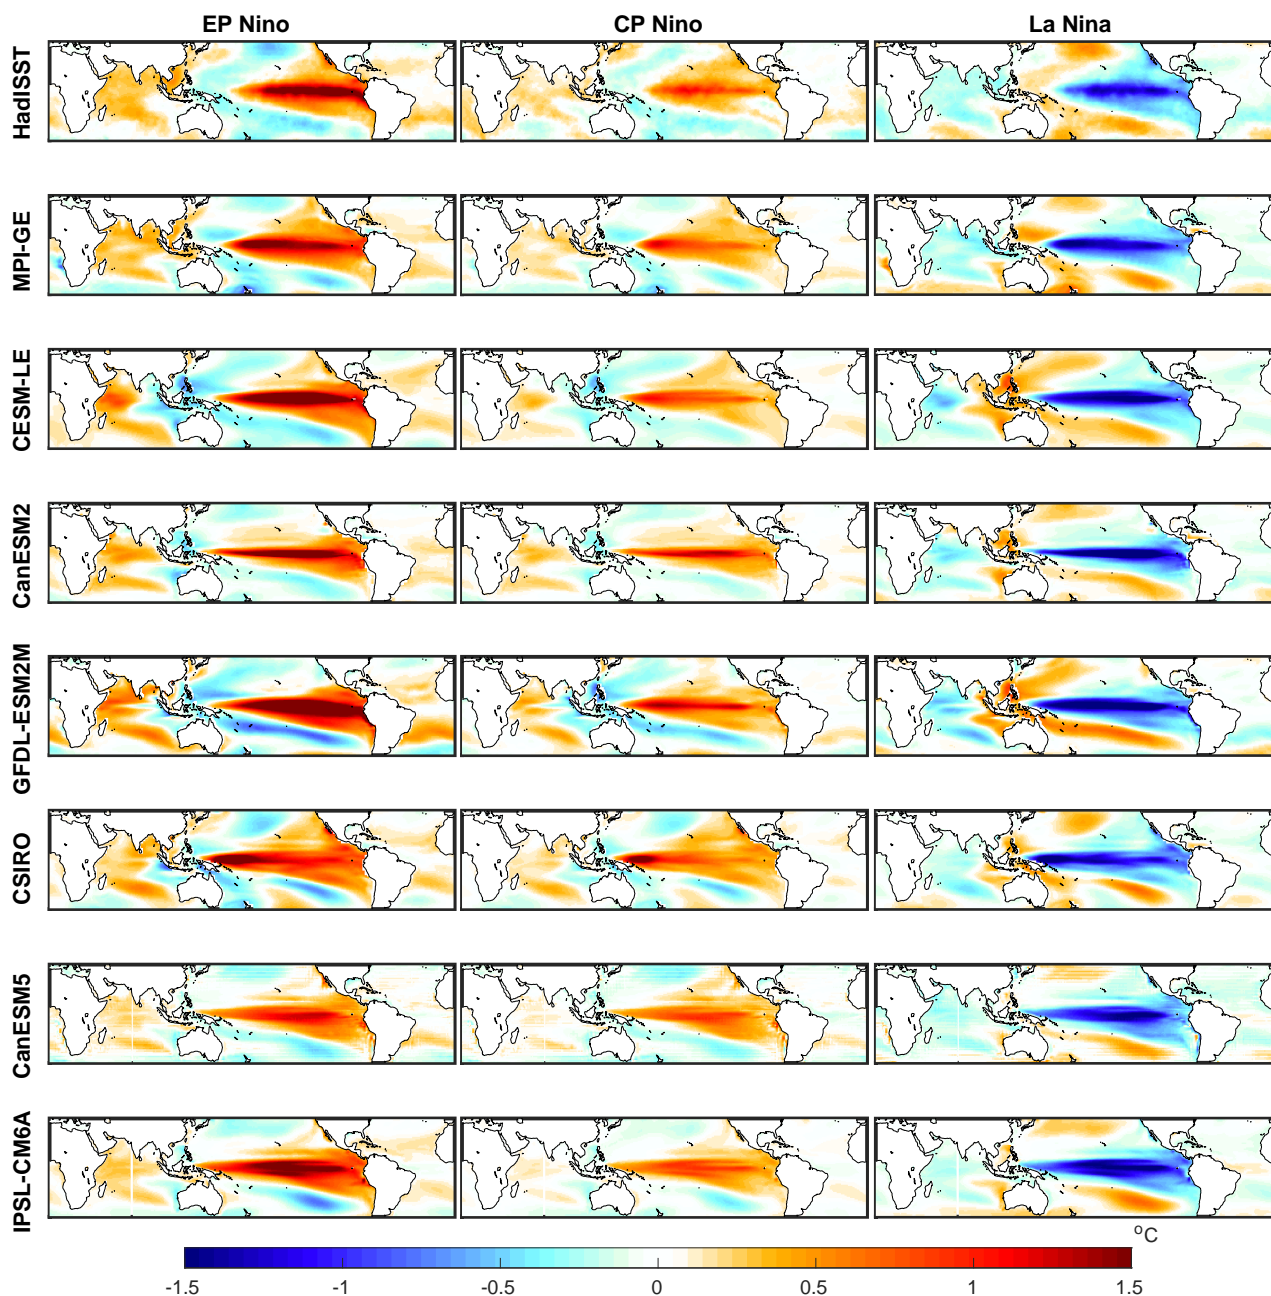 EP Nino CP Nino La Nina
HadISST
MPI-GE
CESM-LE
CanESM2
GFDL-ESM2M
CSIRO
CanESM5
IPSL-CM6A
oC
-1.5 -1 -0.5 0 0.5 1 1.5